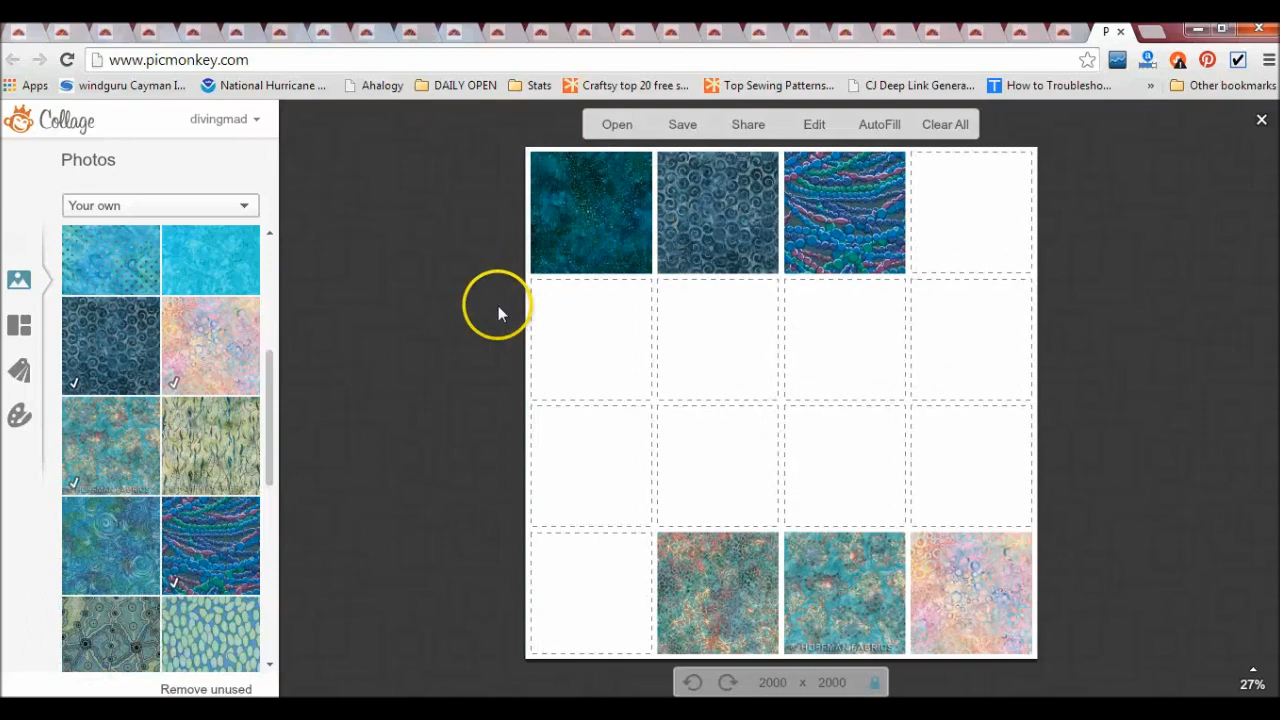 P
www.picmonkey.com
Apps windguru Cayman I... National Hurricane Ahalogy DAILY OPEN Stats Craftsy top 20 free s... Top Sewing Patterns... CJ Deep Link Genera... How to Troublesho... » Other bookmarks
Collage divingmad
Open Save Share Edit AutoFill Clear All
Photos
Your own
HOFFMAN FABRICS
Remove unused
2000 x 2000
27%